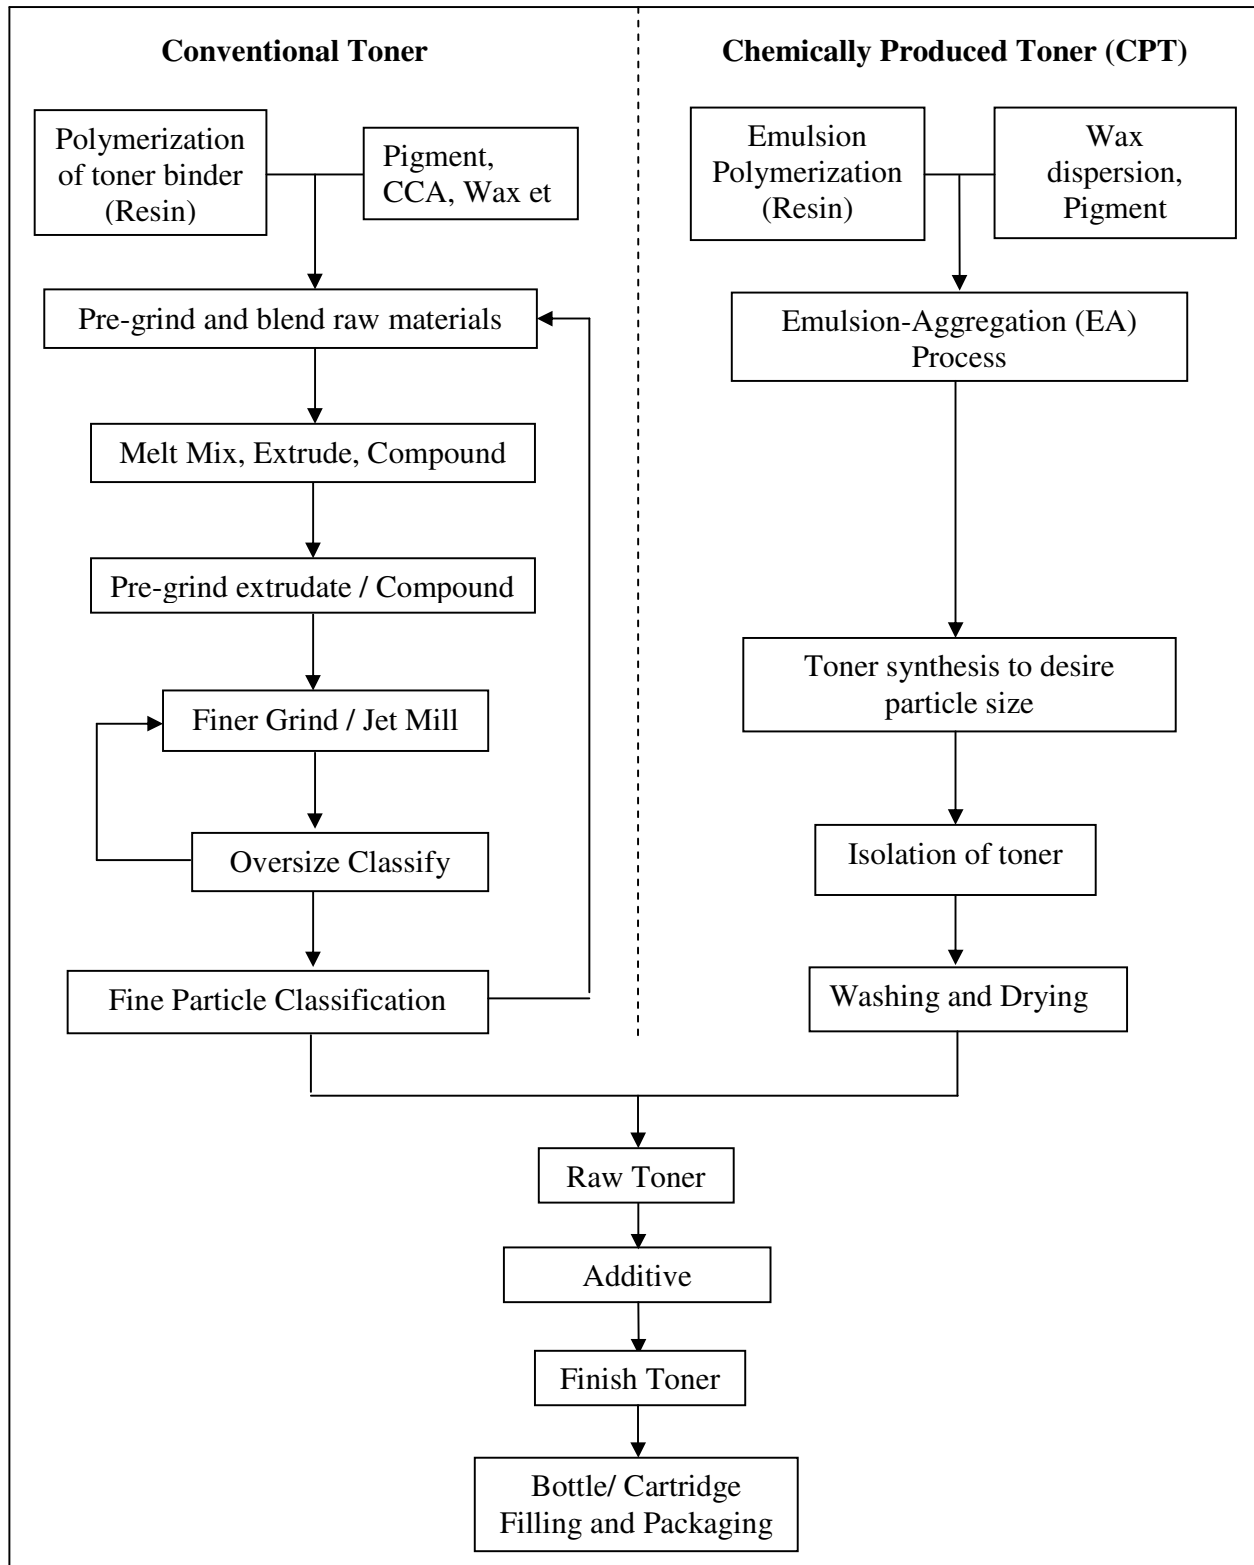 Conventional Toner
Polymerization
of toner binder
(Resin)
Pigment,
CCA, Wax et
Pre-grind and blend raw materials
Melt Mix, Extrude, Compound
Pre-grind extrudate / Compound
Finer Grind / Jet Mill
Oversize Classify
Fine Particle Classification
Chemically Produced Toner (CPT)
Emulsion
Polymerization
(Resin)
Wax
dispersion,
Pigment
Emulsion-Aggregation (EA)
Process
Toner synthesis to desire
particle size
Isolation of toner
Washing and Drying
Raw Toner
Additive
Finish Toner
Bottle/ Cartridge
Filling and Packaging